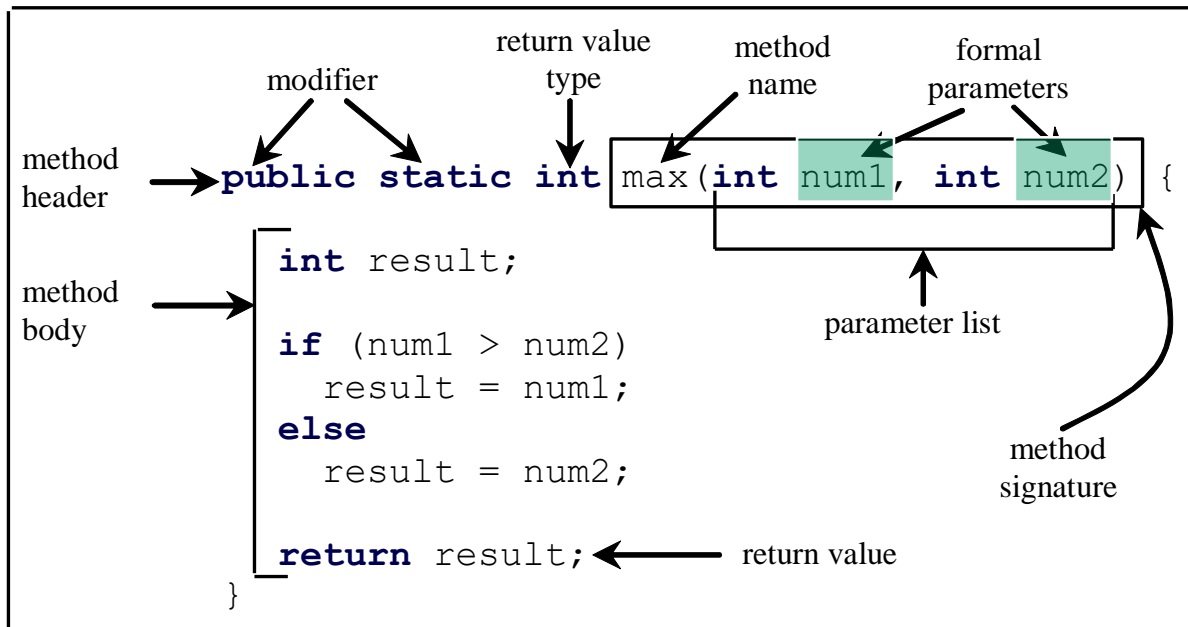 return value
type
method
name
formal
parameters
modifier
method
header
public static int max(int num1, int num2) {
method
body
int result;
parameter list
if (num1 > num2)
result = num1;
else
result = num2;
method
signature
return result;
return value
}